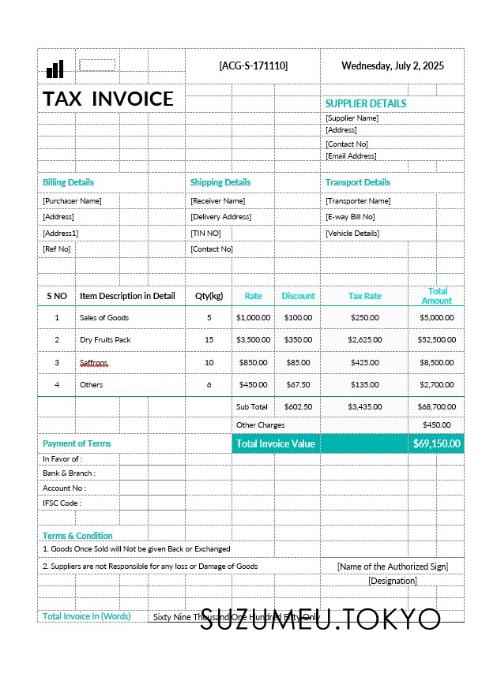 [ACG-S-171110] Wednesday, July 2, 2025
TAX INVOICE
SUPPLIER DETAILS
[Supplier Name]
[Address]
[Contact No]
[Email Address]
Billing Details Shipping Details Transport Details
[Purchaser Name] [Receiver Name] [Transporter Name]
[Address] [Delivery Address] [E-way Bill No]
[Address1] [TIN NO] [Vehicle Details]
[Ref No] [Contact No]
S NO Item Description in Detail Qty(kg) Rate Discount Tax Rate Total Amount
1 Sales of Goods 5 $1,000.00 $100.00 $250.00 $5,000.00
2 Dry Fruits Pack 15 $3,500.00 $350.00 $2,625.00 $52,500.00
3 Saffrons 10 $850.00 $85.00 $425.00 $8,500.00
4 Others 6 $450.00 $67.50 $135.00 $2,700.00
Sub Total $602.50 $3,435.00 $68,700.00
Other Charges $450.00
Payment of Terms Total Invoice Value $69,150.00
In Favor of :
Bank & Branch :
Account No :
IFSC Code :
Terms & Condition
1. Goods Once Sold will Not be given Back or Exchanged
2. Suppliers are not Responsible for any loss or Damage of Goods [Name of the Authorized Sign]
[Designation]
Total Invoice In (Words) Sixty Nine Thousand One Hundred Fifty Only
SUZUMEU.TOKYO